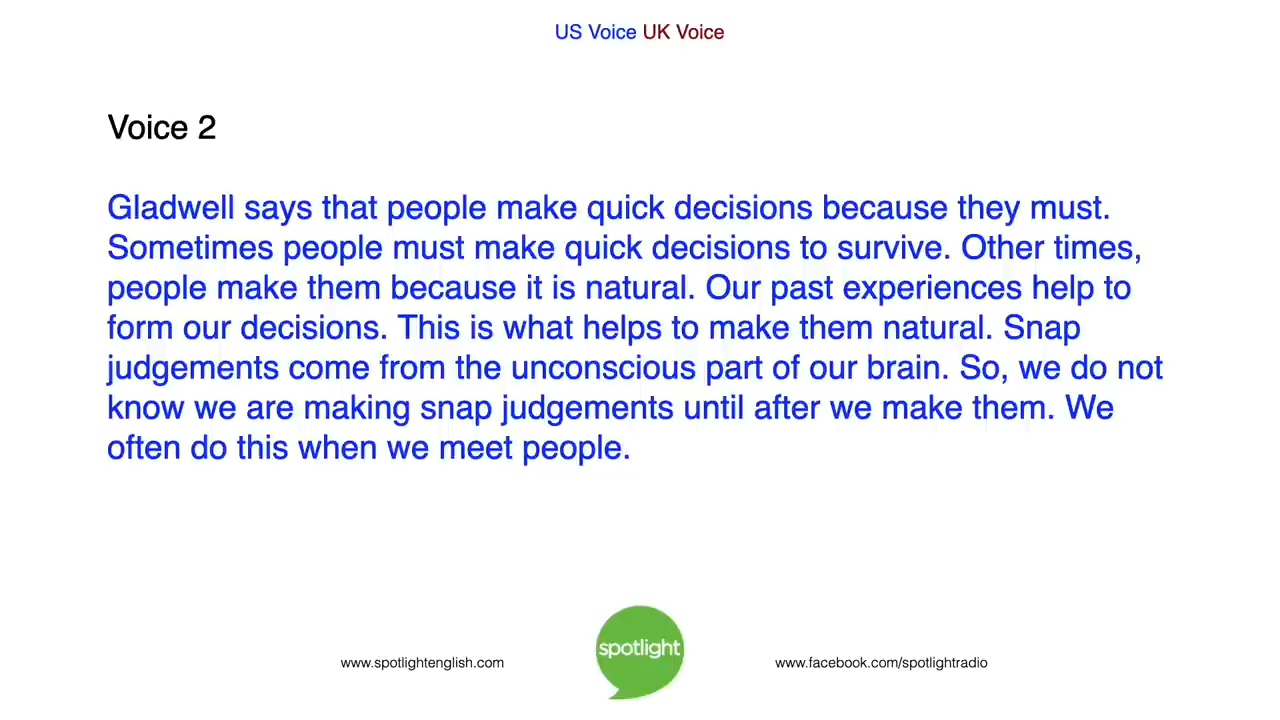 US Voice UK Voice
Voice 2
Gladwell says that people make quick decisions because they must.
Sometimes people must make quick decisions to survive. Other times,
people make them because it is natural. Our past experiences help to
form our decisions. This is what helps to make them natural. Snap
judgements come from the unconscious part of our brain. So, we do not
know we are making snap judgements until after we make them. We
often do this when we meet people.
spotlight
www.spotlightenglish.com
www.facebook.com/spotlightradio